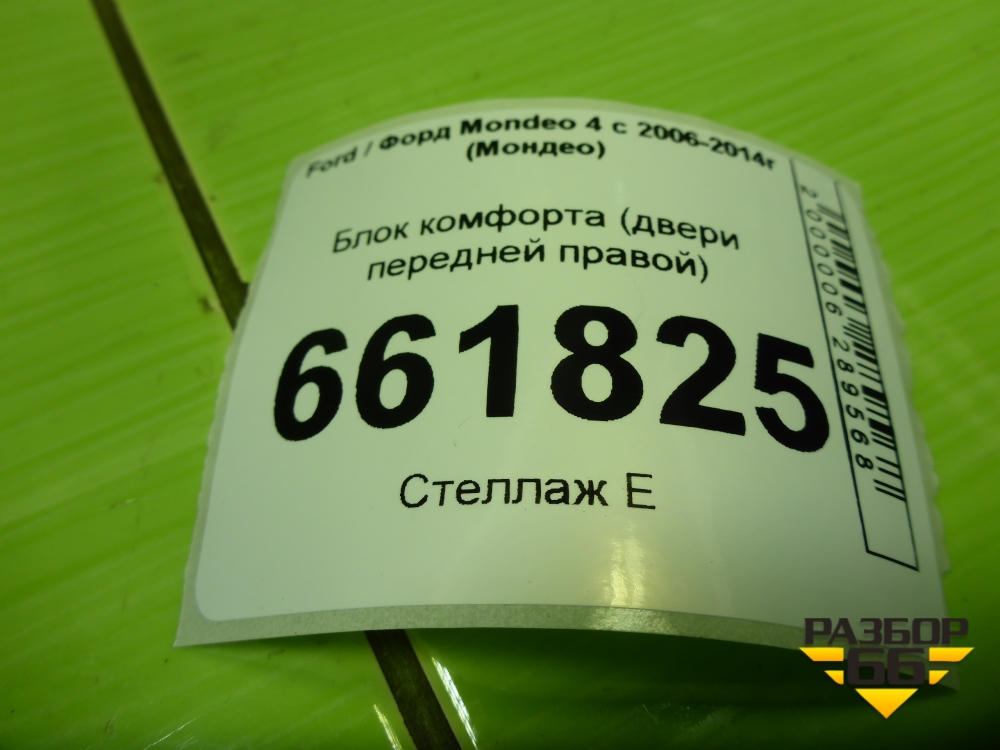 Ford / Форд Mondeo 4 с 2006-2014г
(Мондео)
Блок комфорта (двери
передней правой)
661825
Стеллаж Е
2000006289568
РАЗБОР
66